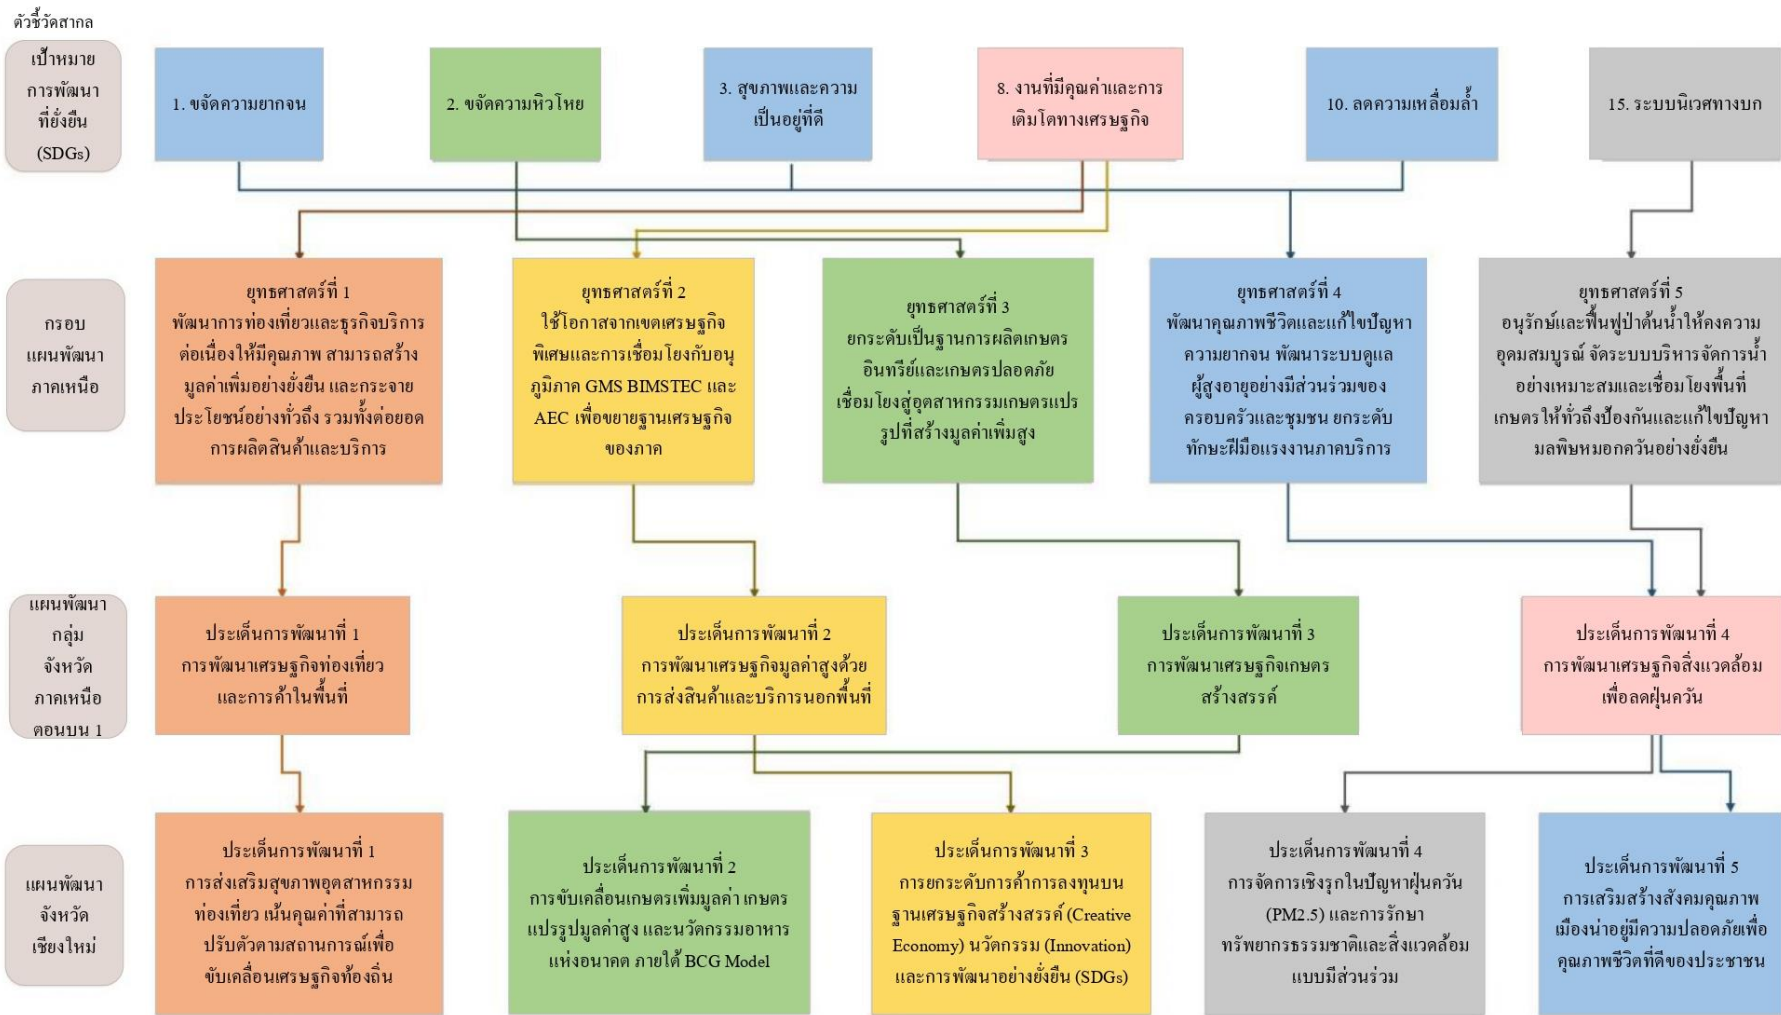 ตัวชี้วัดสากล
เป้าหมาย
การพัฒนา
ที่ยั่งยืน
(SDGs)
1. ขจัดความยากจน
2. ขจัดความหิวโหย
3. สุขภาพและความ
เป็นอยู่ที่ดี
8. งานที่มีคุณค่าและการ
เติมโตทางเศรษฐกิจ
10. ลดความเหลื่อมล้ำ
15. ระบบนิเวศทางบก
กรอบ
แผนพัฒนา
ภาคเหนือ
ยุทธศาสตร์ที่ 1
พัฒนาการท่องเที่ยวและธุรกิจบริการ
ต่อเนื่องให้มีคุณภาพ สามารถสร้าง
มูลค่าเพิ่มอย่างยั่งยืน และกระจาย
ประโยชน์อย่างทั่วถึง รวมทั้งต่อยอด
การผลิตสินค้าและบริการ
ยุทธศาสตร์ที่ 2
ใช้โอกาสจากเขตเศรษฐกิจ
พิเศษและการเชื่อมโยงกับอนุ
ภูมิภาค GMS BIMSTEC และ
AEC เพื่อขยายฐานเศรษฐกิจ
ของภาค
ยุทธศาสตร์ที่ 3
ยกระดับเป็นฐานการผลิตเกษตร
อินทรีย์และเกษตรปลอดภัย
เชื่อมโยงสู่อุตสาหกรรมเกษตรแปร
รูปที่สร้างมูลค่าเพิ่มสูง
ยุทธศาสตร์ที่ 4
พัฒนาคุณภาพชีวิตและแก้ไขปัญหา
ความยากจน พัฒนาระบบดูแล
ผู้สูงอายุอย่างมีส่วนร่วมของ
ครอบครัวและชุมชน ยกระดับ
ทักษะฝีมือแรงงานภาคบริการ
ยุทธศาสตร์ที่ 5
อนุรักษ์และฟื้นฟูป่าต้นน้ำให้คงความ
อุดมสมบูรณ์ จัดระบบบริหารจัดการน้ำ
อย่างเหมาะสมและเชื่อมโยงพื้นที่
เกษตรให้ทั่วถึงป้องกันและแก้ไขปัญหา
มลพิษหมอกควันอย่างยั่งยืน
แผนพัฒนา
กลุ่ม
จังหวัด
ภาคเหนือ
ตอนบน 1
ประเด็นการพัฒนาที่ 1
การพัฒนาเศรษฐกิจท่องเที่ยว
และการค้าในพื้นที่
ประเด็นการพัฒนาที่ 2
การพัฒนาเศรษฐกิจมูลค่าสูงด้วย
การส่งสินค้าและบริการนอกพื้นที่
ประเด็นการพัฒนาที่ 3
การพัฒนาเศรษฐกิจเกษตร
สร้างสรรค์
ประเด็นการพัฒนาที่ 4
การพัฒนาเศรษฐกิจสิ่งแวดล้อม
เพื่อลดฝุ่นควัน
แผนพัฒนา
จังหวัด
เชียงใหม่
ประเด็นการพัฒนาที่ 1
การส่งเสริมสุขภาพอุตสาหกรรม
ท่องเที่ยว เน้นคุณค่าที่สามารถ
ปรับตัวตามสถานการณ์เพื่อ
ขับเคลื่อนเศรษฐกิจท้องถิ่น
ประเด็นการพัฒนาที่ 2
การขับเคลื่อนเกษตรเพิ่มมูลค่า เกษตร
แปรรูปมูลค่าสูง และนวัตกรรมอาหาร
แห่งอนาคต ภายใต้ BCG Model
ประเด็นการพัฒนาที่ 3
การยกระดับการค้าการลงทุนบน
ฐานเศรษฐกิจสร้างสรรค์ (Creative
Economy) นวัตกรรม (Innovation)
และการพัฒนาอย่างยั่งยืน (SDGs)
ประเด็นการพัฒนาที่ 4
การจัดการเชิงรุกในปัญหาฝุ่นควัน
(PM2.5) และการรักษา
ทรัพยากรธรรมชาติและสิ่งแวดล้อม
แบบมีส่วนร่วม
ประเด็นการพัฒนาที่ 5
การเสริมสร้างสังคมคุณภาพ
เมืองน่าอยู่มีความปลอดภัยเพื่อ
คุณภาพชีวิตที่ดีของประชาชน